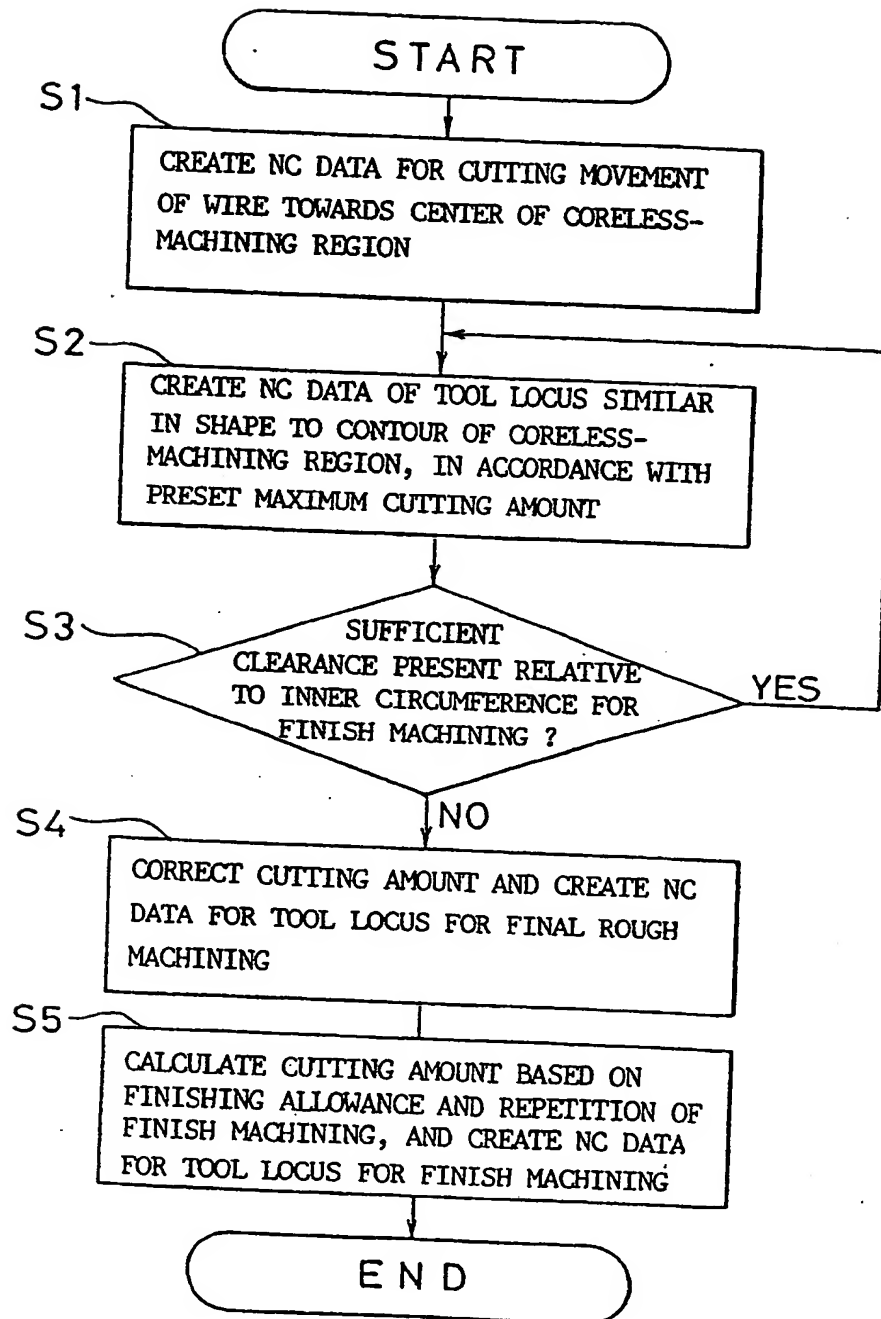 START
S1
CREATE NC DATA FOR CUTTING MOVEMENT
OF WIRE TOWARDS CENTER OF CORELESS-
MACHINING REGION
S2
CREATE NC DATA OF TOOL LOCUS SIMILAR
IN SHAPE TO CONTOUR OF CORELESS-
MACHINING REGION, IN ACCORDANCE WITH
PRESET MAXIMUM CUTTING AMOUNT
S3
SUFFICIENT
CLEARANCE PRESENT RELATIVE
TO INNER CIRCUMFERENCE FOR
FINISH MACHINING ?
YES
NO
S4
CORRECT CUTTING AMOUNT AND CREATE NC
DATA FOR TOOL LOCUS FOR FINAL ROUGH
MACHINING
S5
CALCULATE CUTTING AMOUNT BASED ON
FINISHING ALLOWANCE AND REPETITION OF
FINISH MACHINING, AND CREATE NC DATA
FOR TOOL LOCUS FOR FINISH MACHINING
END